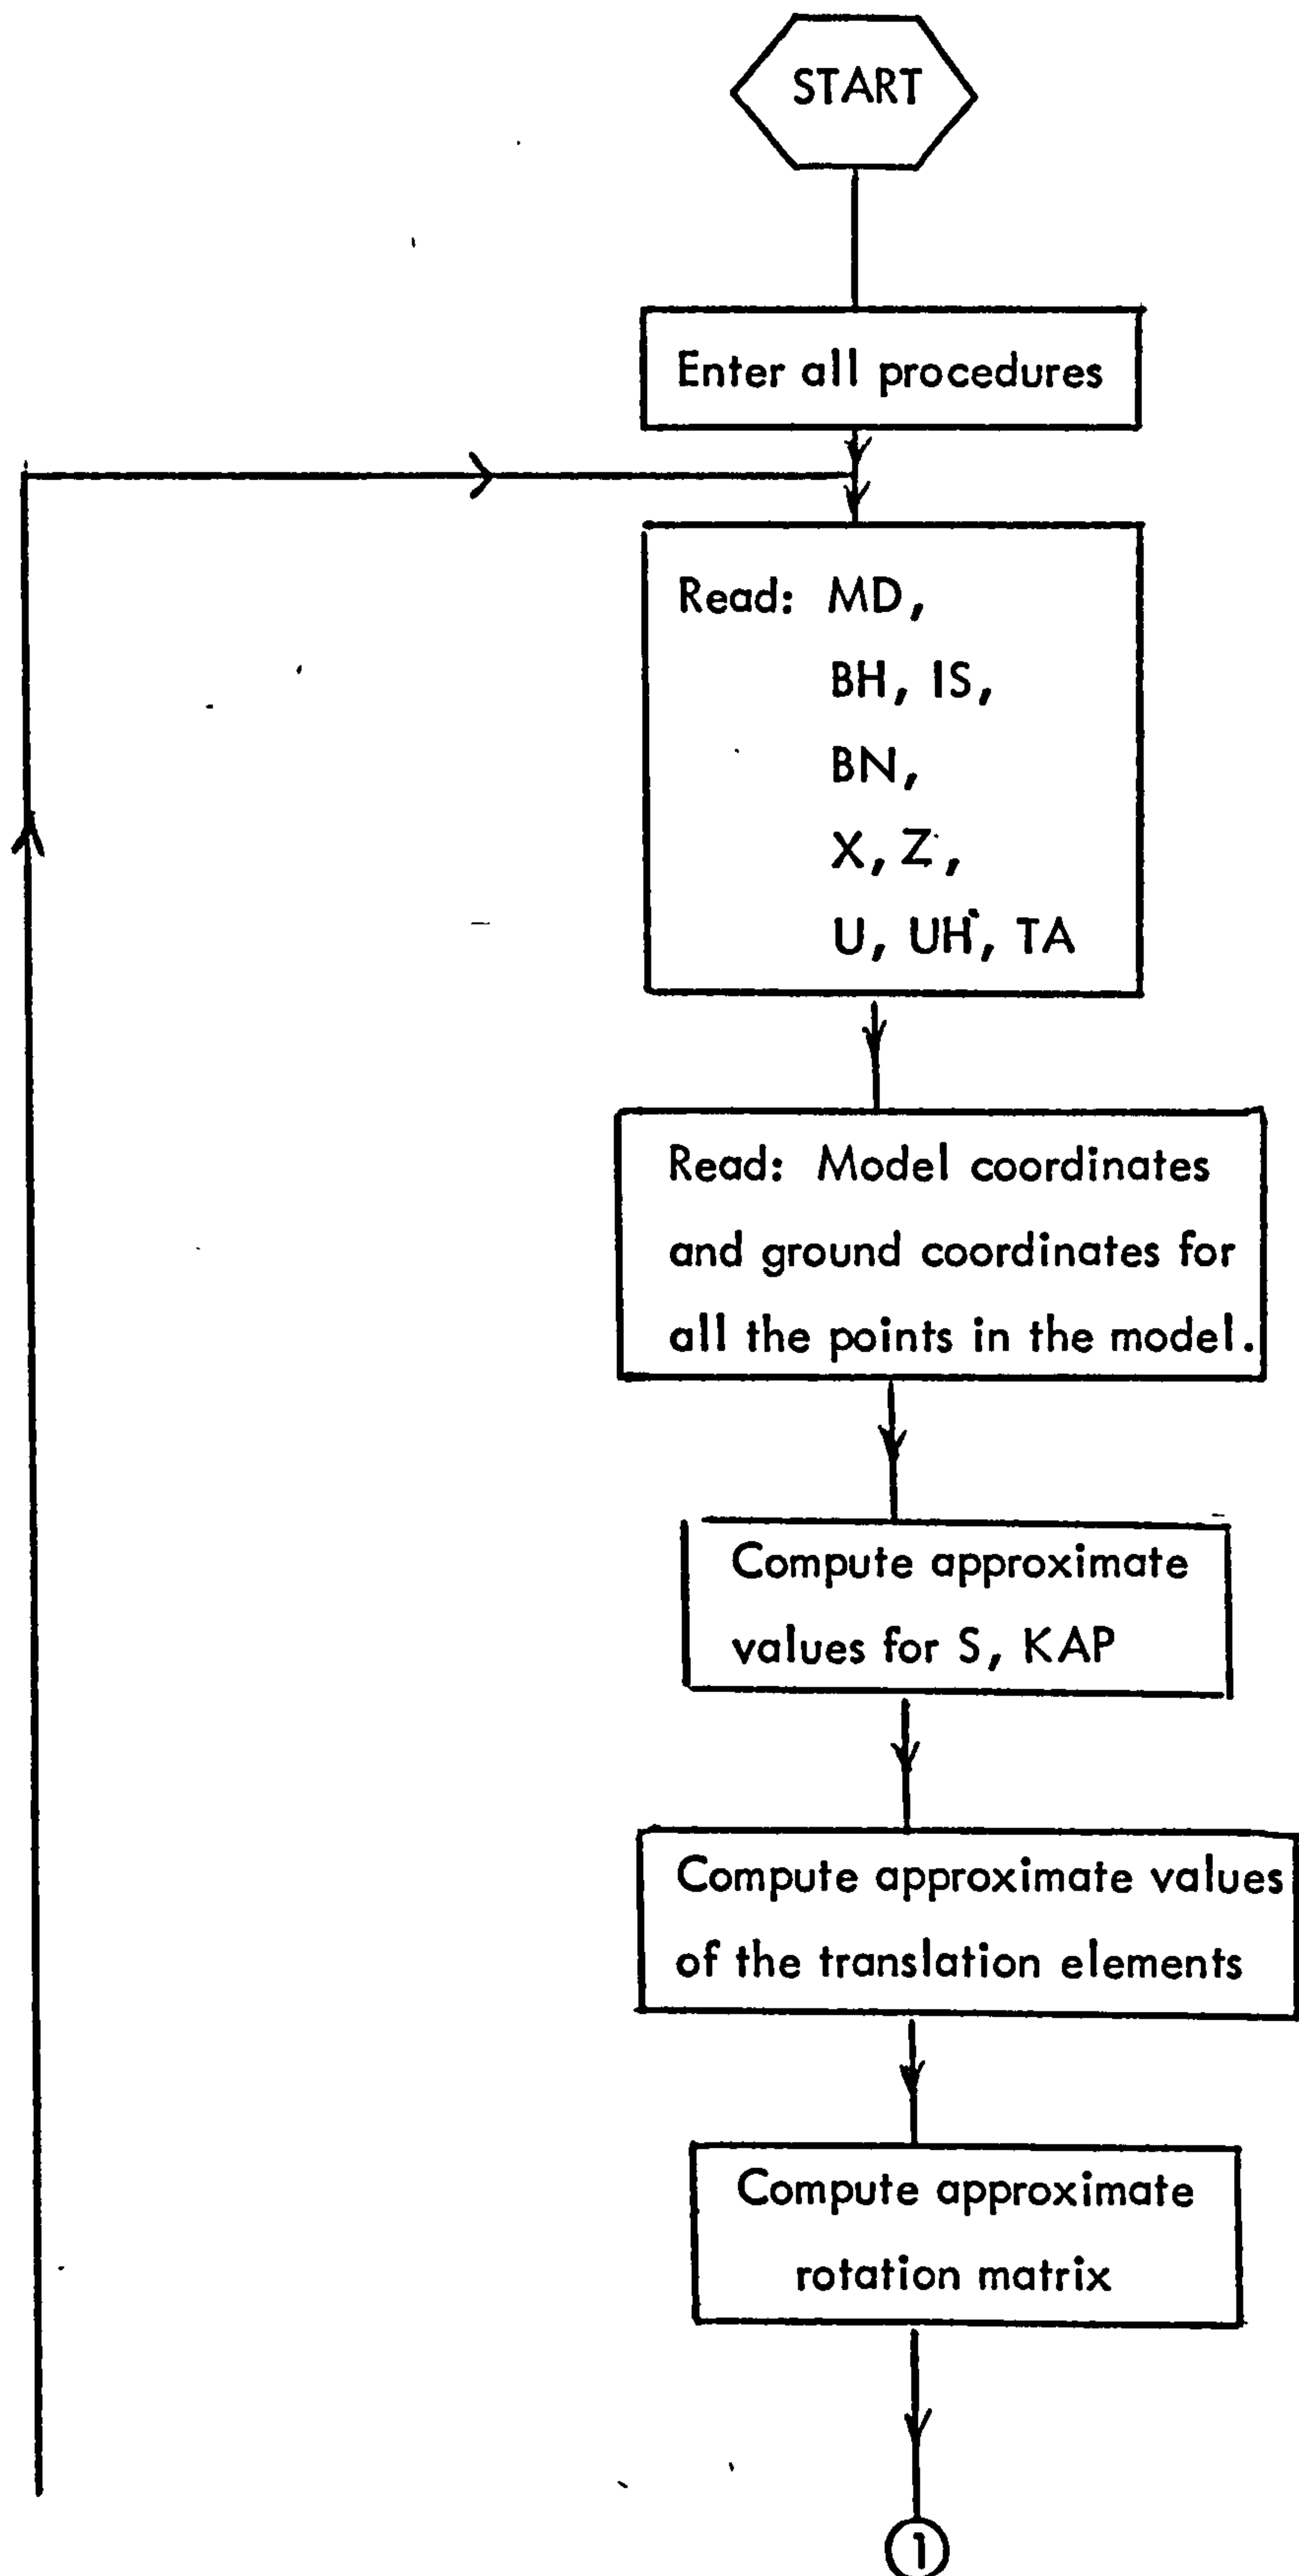 START
Enter all procedures
Read: MD,
BH, IS,
BN,
X, Z,
U, UH, TA
Read: Model coordinates
and ground coordinates for
all the points in the model.
Compute approximate
values for S, KAP
Compute approximate values
of the translation elements
Compute approximate
rotation matrix
1